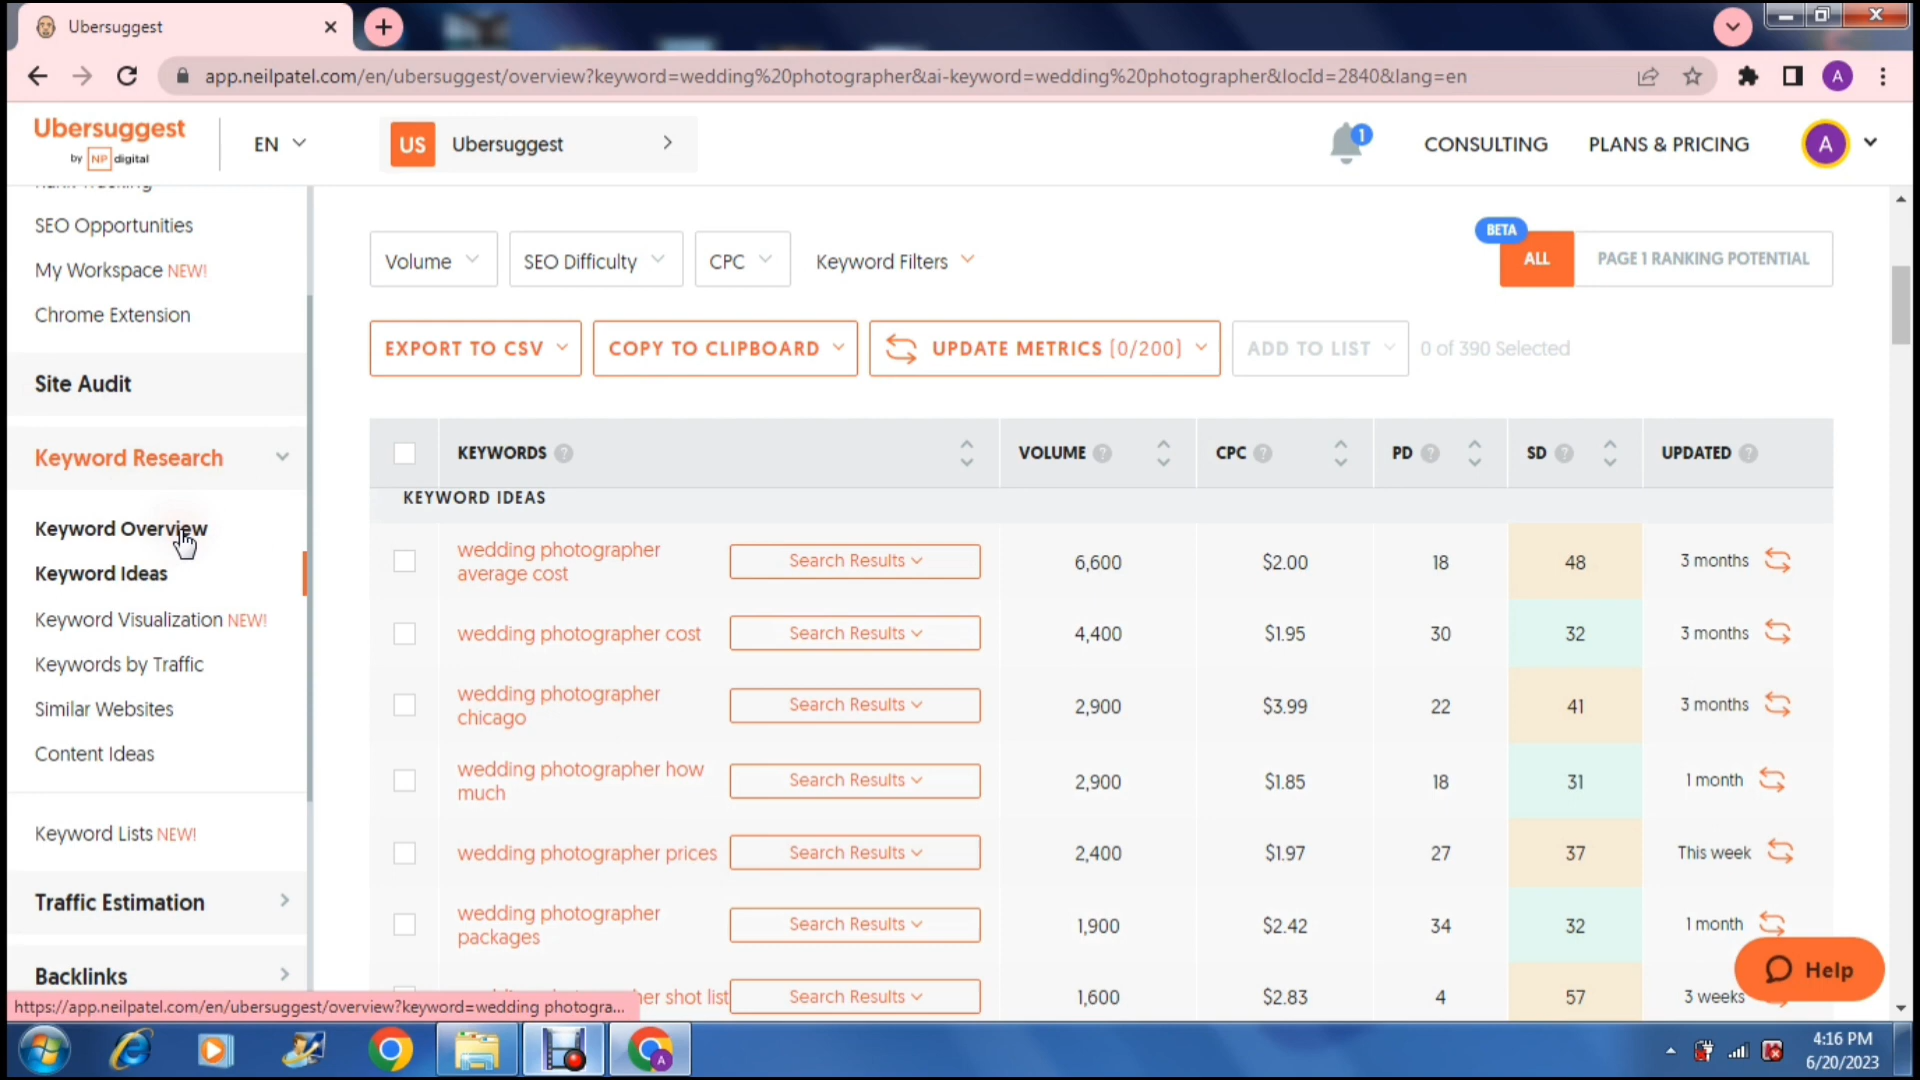 Ubersuggest
app.neilpatel.com/en/ubersuggest/overview?keyword=wedding%20photographer&ai-keyword=wedding%20photographer&locId=2840&lang=en
A
Ubersuggest
by NP digital
EN
US Ubersuggest
1
CONSULTING
PLANS & PRICING
A
Rank Tracking
SEO Opportunities
My Workspace NEW!
Chrome Extension
Site Audit
Keyword Research
Keyword Overview
Keyword Ideas
Keyword Visualization NEW!
Keywords by Traffic
Similar Websites
Content Ideas
Keyword Lists NEW!
Traffic Estimation
Backlinks
Volume
SEO Difficulty
CPC
Keyword Filters
BETA
ALL
PAGE 1 RANKING POTENTIAL
EXPORT TO CSV
COPY TO CLIPBOARD
UPDATE METRICS (0/200)
ADD TO LIST
0 of 390 Selected
KEYWORDS ? VOLUME ? CPC ? PD ? SD ? UPDATED ?
KEYWORD IDEAS
wedding photographer
average cost
Search Results 6,600 $2.00 18 48 3 months
wedding photographer cost Search Results 4,400 $1.95 30 32 3 months
wedding photographer
chicago
Search Results 2,900 $3.99 22 41 3 months
wedding photographer how
much
Search Results 2,900 $1.85 18 31 1 month
wedding photographer prices Search Results 2,400 $1.97 27 37 This week
wedding photographer
packages
Search Results 1,900 $2.42 34 32 1 month
er shot list Search Results 1,600 $2.83 4 57 3 weeks
Help
https://app.neilpatel.com/en/ubersuggest/overview?keyword=wedding photogra...
A
4:16 PM
6/20/2023